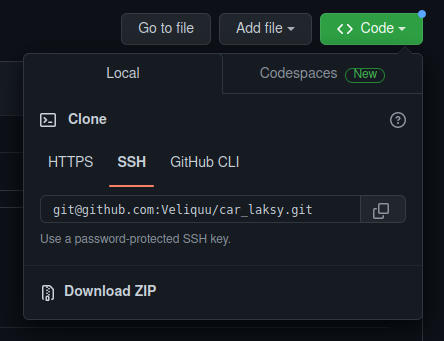 Go to file Add file Code
Local Codespaces New
Clone
HTTPS SSH GitHub CLI
git@github.com:Veliquu/car_laksy.git
Use a password-protected SSH key.
Download ZIP